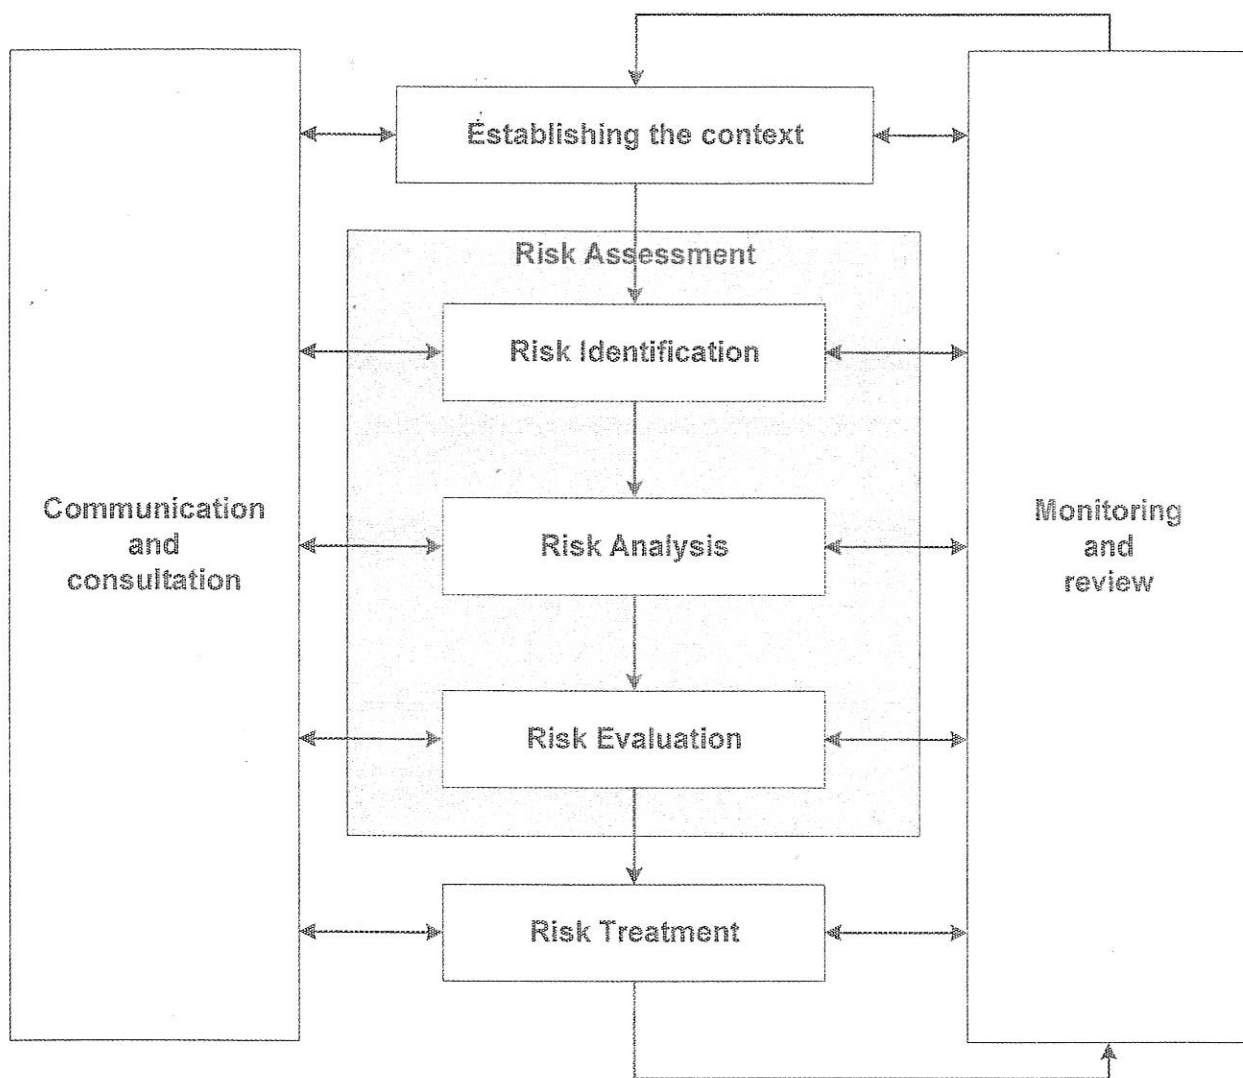 Establishing the context
Risk Assessment
Risk Identification
Communication
and
consultation
Risk Analysis
Monitoring
and
review
Risk Evaluation
Risk Treatment